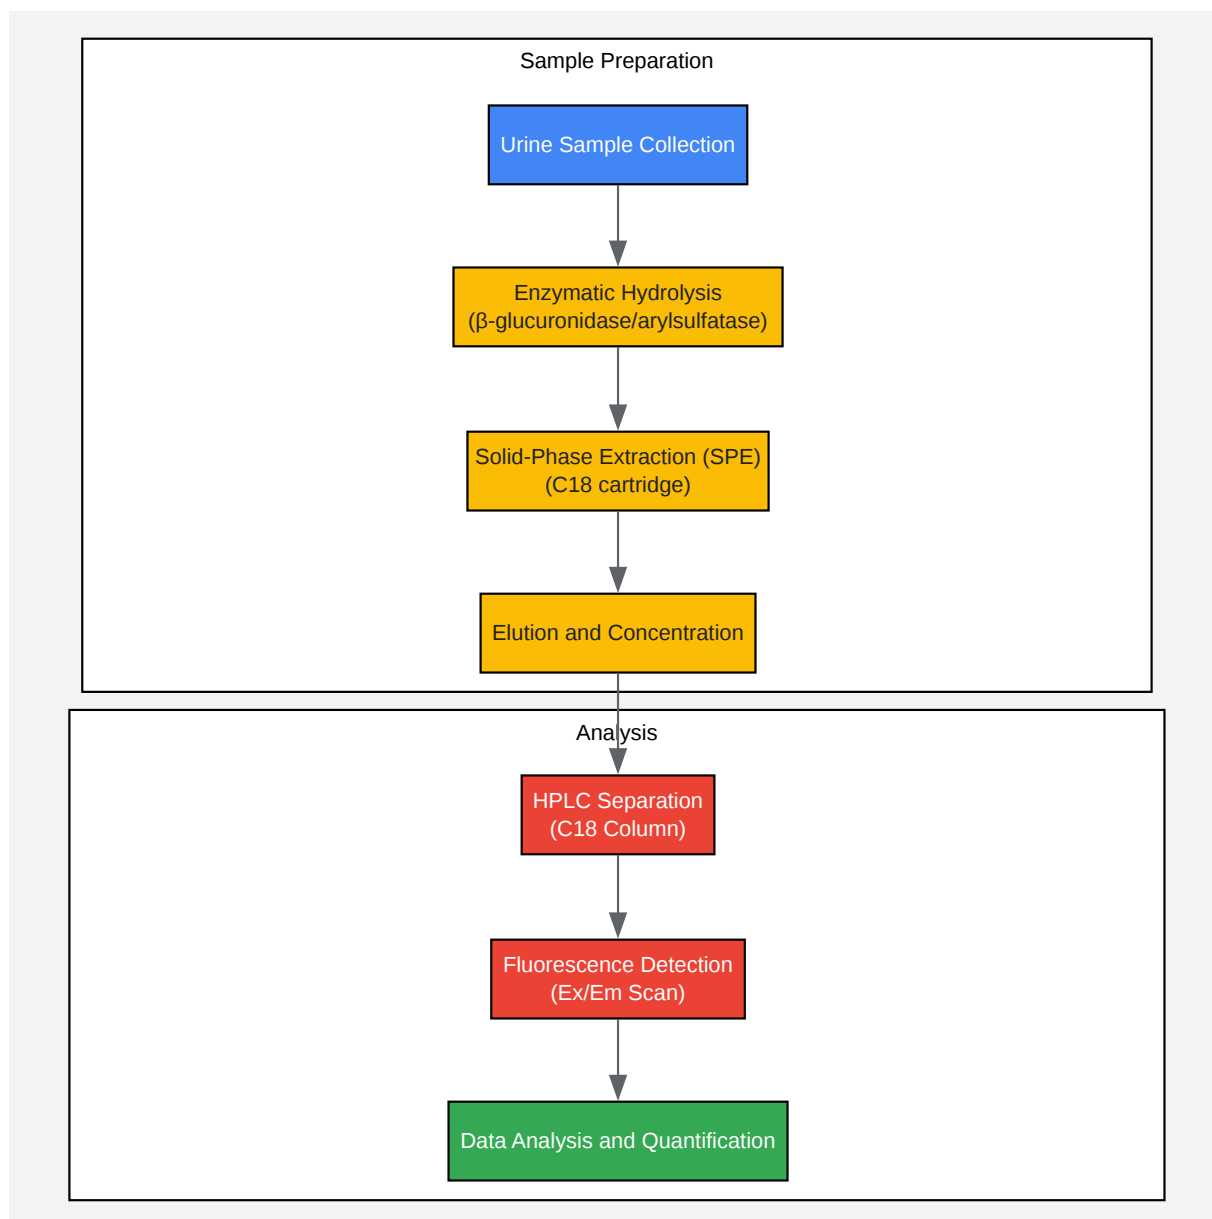 Sample Preparation
Urine Sample Collection
Enzymatic Hydrolysis
(β-glucuronidase/arylsulfatase)
Solid-Phase Extraction (SPE)
(C18 cartridge)
Elution and Concentration
Analysis
HPLC Separation
(C18 Column)
Fluorescence Detection
(Ex/Em Scan)
Data Analysis and Quantification